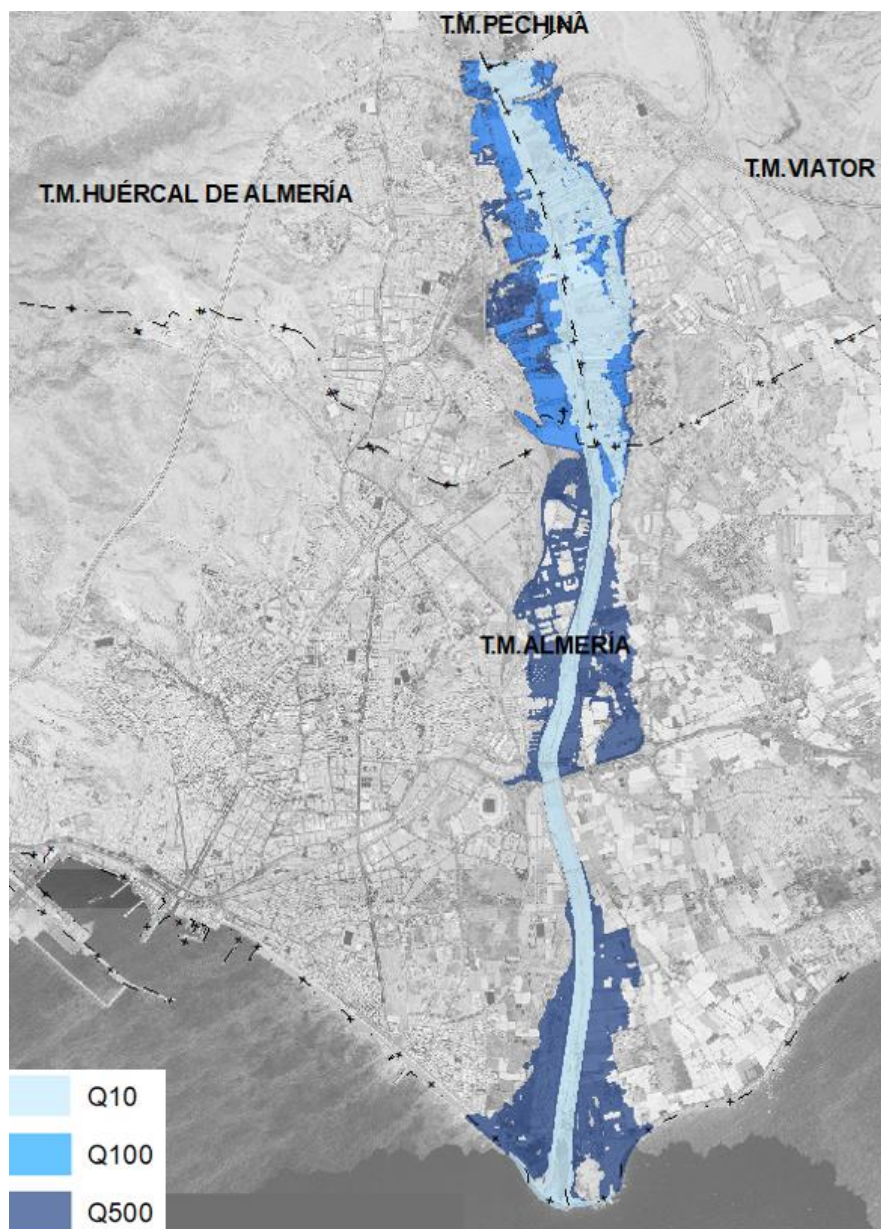 T.M.PECHINA
T.M.HUÉRCAL DE ALMERÍA
T.M.VIATOR
T.M.ALMERÍA
Q10
Q100
Q500